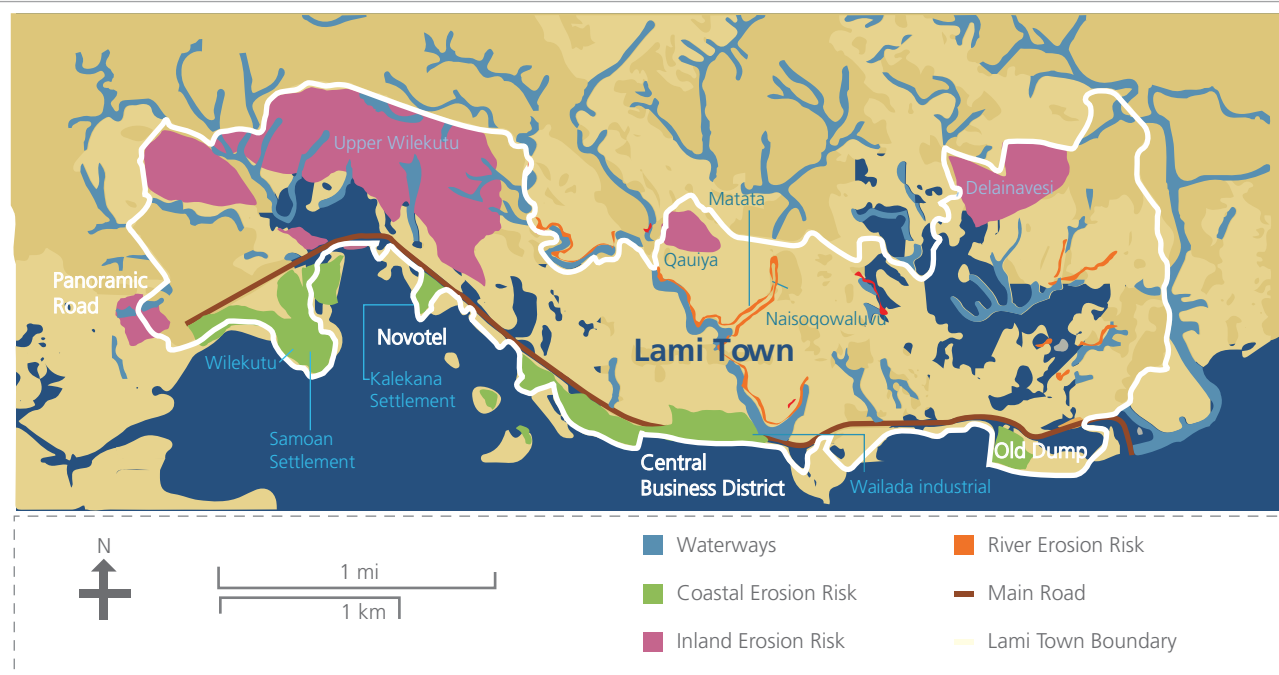 Upper Wilekutu
Delainavesi
Matata
Qauiya
Panoramic
Road
Naisoqowaluvu
Novotel
Lami Town
Wilekutu
Kalekana
Settlement
Samoan
Settlement
Old Dump
Central
Business District
Wailada industrial
N
1 mi
1 km
Waterways
Coastal Erosion Risk
Inland Erosion Risk
River Erosion Risk
Main Road
Lami Town Boundary